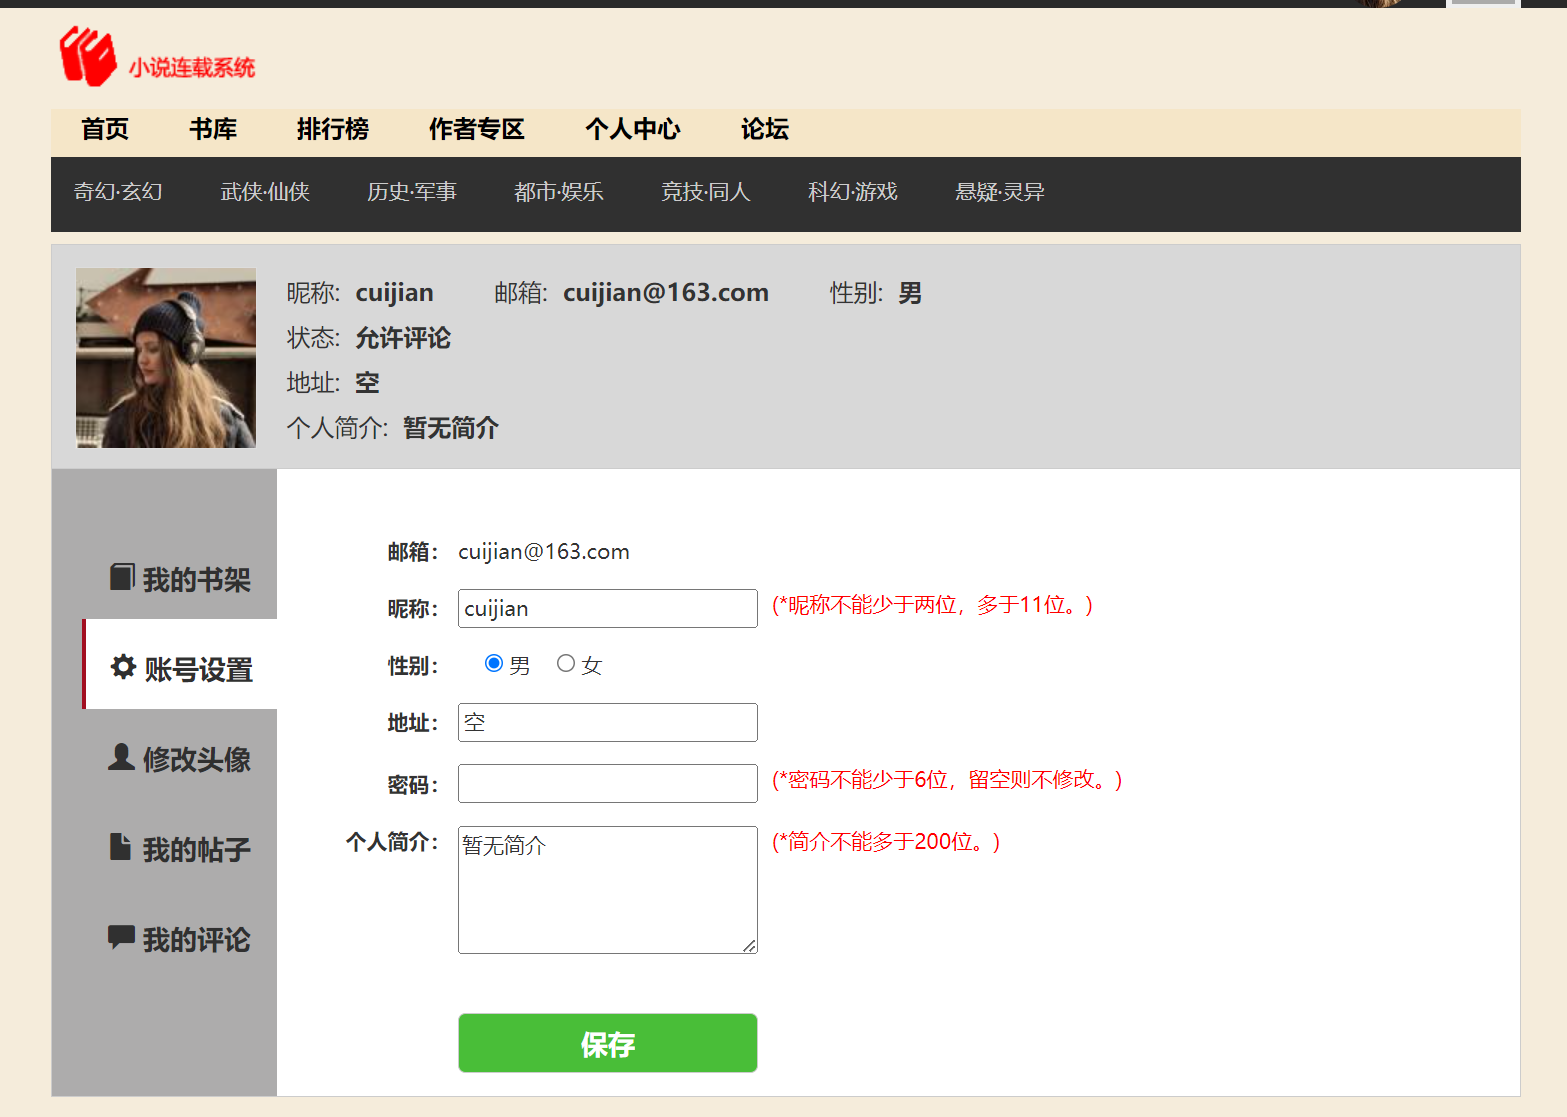 小说连载系统
首页 书库 排行榜 作者专区 个人中心 论坛
奇幻·玄幻 武侠·仙侠 历史·军事 都市·娱乐 竞技·同人 科幻·游戏 悬疑·灵异
昵称: cuijian 邮箱: cuijian@163.com 性别: 男
状态: 允许评论
地址: 空
个人简介: 暂无简介
我的书架
账号设置
修改头像
我的帖子
我的评论
邮箱： cuijian@163.com
昵称： cuijian (*昵称不能少于两位，多于11位。)
性别： 男 女
地址： 空
密码： (*密码不能少于6位，留空则不修改。)
个人简介： 暂无简介 (*简介不能多于200位。)
保存